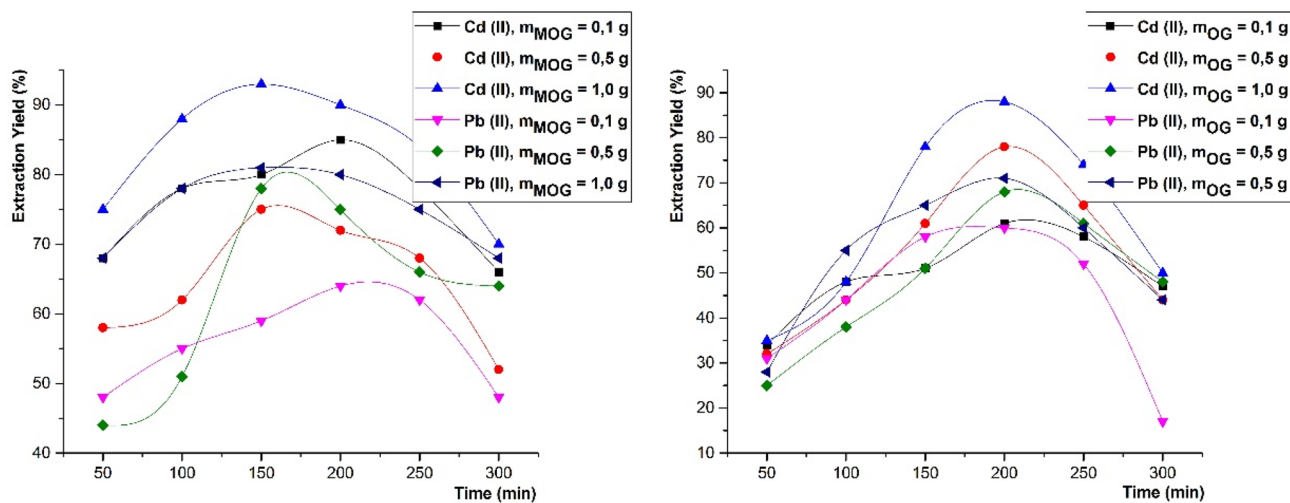 Cd (II), mMOG = 0,1 g
Cd (II), mMOG = 0,5 g
Cd (II), mMOG = 1,0 g
Pb (II), mMOG = 0,1 g
Pb (II), mMOG = 0,5 g
Pb (II), mMOG = 1,0 g
Extraction Yield (%)
90
80
70
60
50
40
50 100 150 200 250 300
Time (min)
Cd (II), mOG = 0,1 g
Cd (II), mOG = 0,5 g
Cd (II), mOG = 1,0 g
Pb (II), mOG = 0,1 g
Pb (II), mOG = 0,5 g
Pb (II), mOG = 0,5 g
Extraction Yield (%)
90
80
70
60
50
40
30
20
10
50 100 150 200 250 300
Time (min)